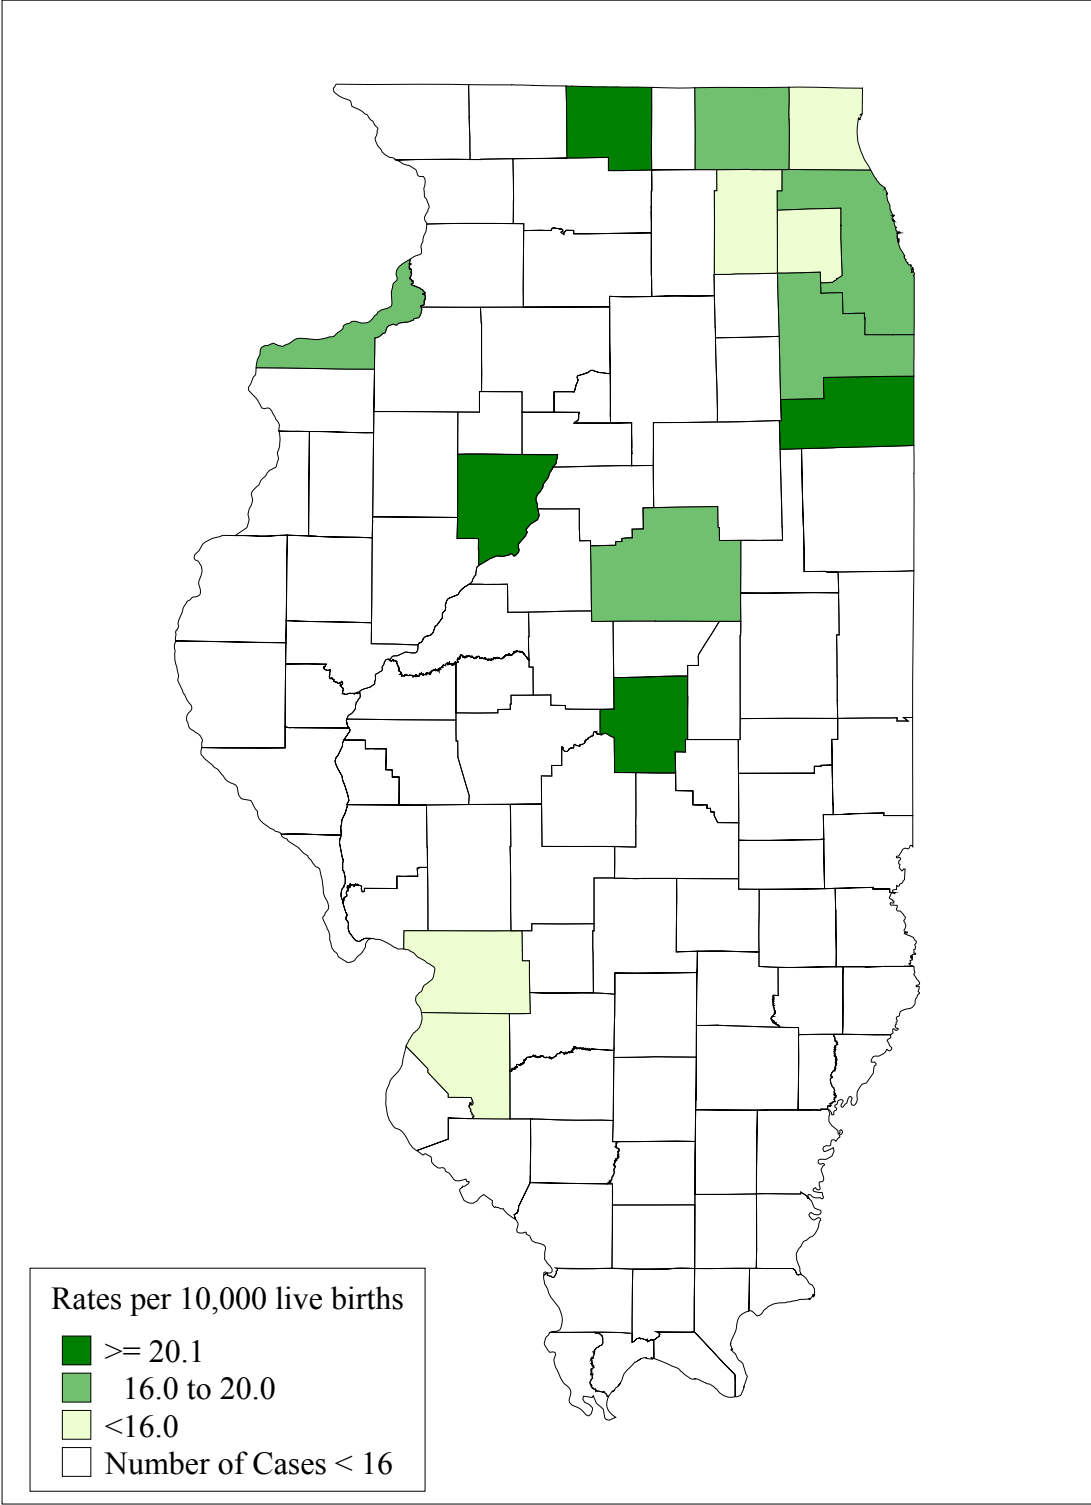 Rates per 10,000 live births
>= 20.1
16.0 to 20.0
<16.0
Number of Cases < 16